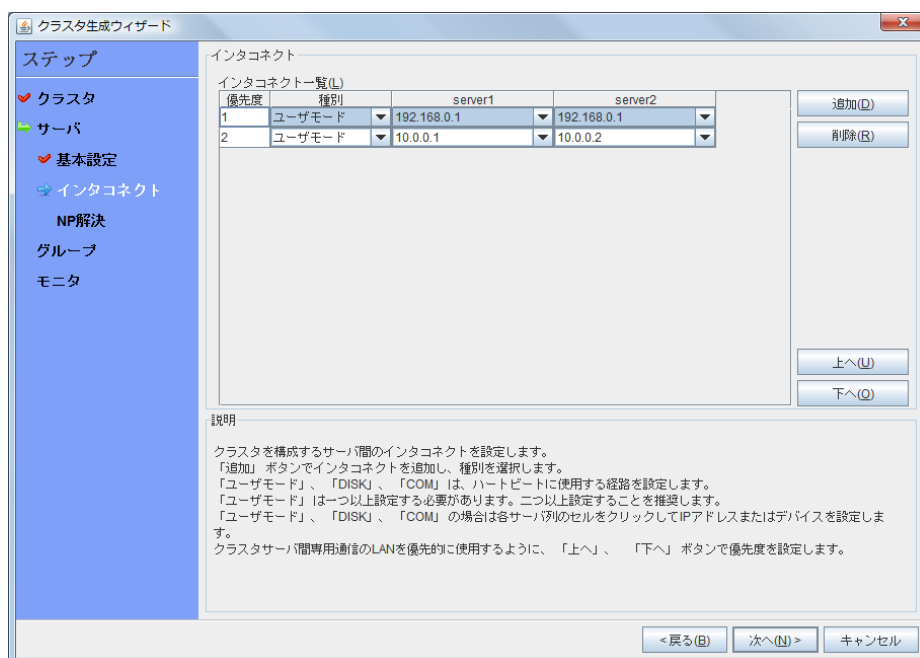 クラスタ生成ウィザード
ステップ
クラスタ
サーバ
基本設定
インタコネクト
NP解決
グループ
モニタ
インタコネクト
インタコネクト一覧(L)
優先度 種別 server1 server2
1 ユーザモード 192.168.0.1 192.168.0.1
2 ユーザモード 10.0.0.1 10.0.0.2
追加(D)
削除(R)
上へ(U)
下へ(O)
説明
クラスタを構成するサーバ間のインタコネクトを設定します。
「追加」 ボタンでインタコネクトを追加し、種別を選択します。
「ユーザモード」、 「DISK」、 「COM」 は、ハートビートに使用する経路を設定します。
「ユーザモード」 は一つ以上設定する必要があります。二つ以上設定することを推奨します。
「ユーザモード」、 「DISK」、 「COM」 の場合は各サーバ列のセルをクリックしてIPアドレスまたはデバイスを設定しま
す。
クラスタサーバ間専用通信のLANを優先的に使用するように、 「上へ」、 「下へ」 ボタンで優先度を設定します。
<戻る(B) 次へ(N)> キャンセル